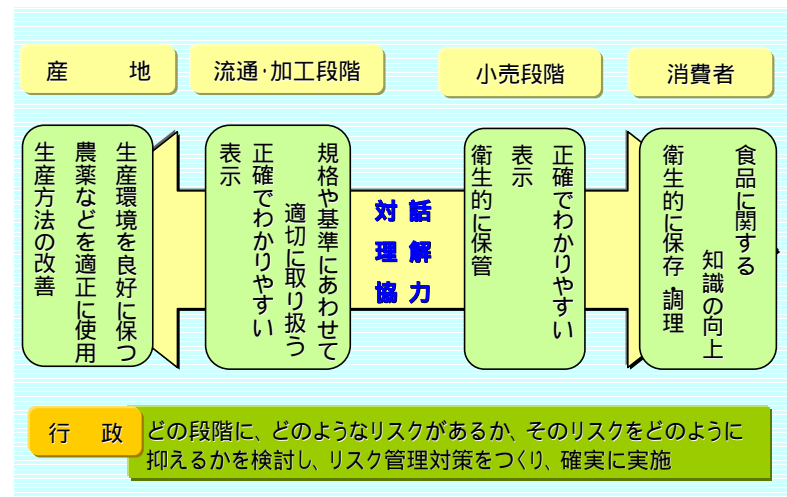 産　地
流通・加工段階
小売段階
消費者
生産環境を良好に保つ
農薬などを適正に使用
生産方法の改善
規格や基準にあわせて
適切に取り扱う
正確でわかりやすい
表示
対話
理解
協力
正確でわかりやすい
表示
衛生的に保管
食品に関する
知識の向上
衛生的に保存・調理
行　政
どの段階に、どのようなリスクがあるか、そのリスクをどのように
抑えるかを検討し、リスク管理対策をつくり、確実に実施